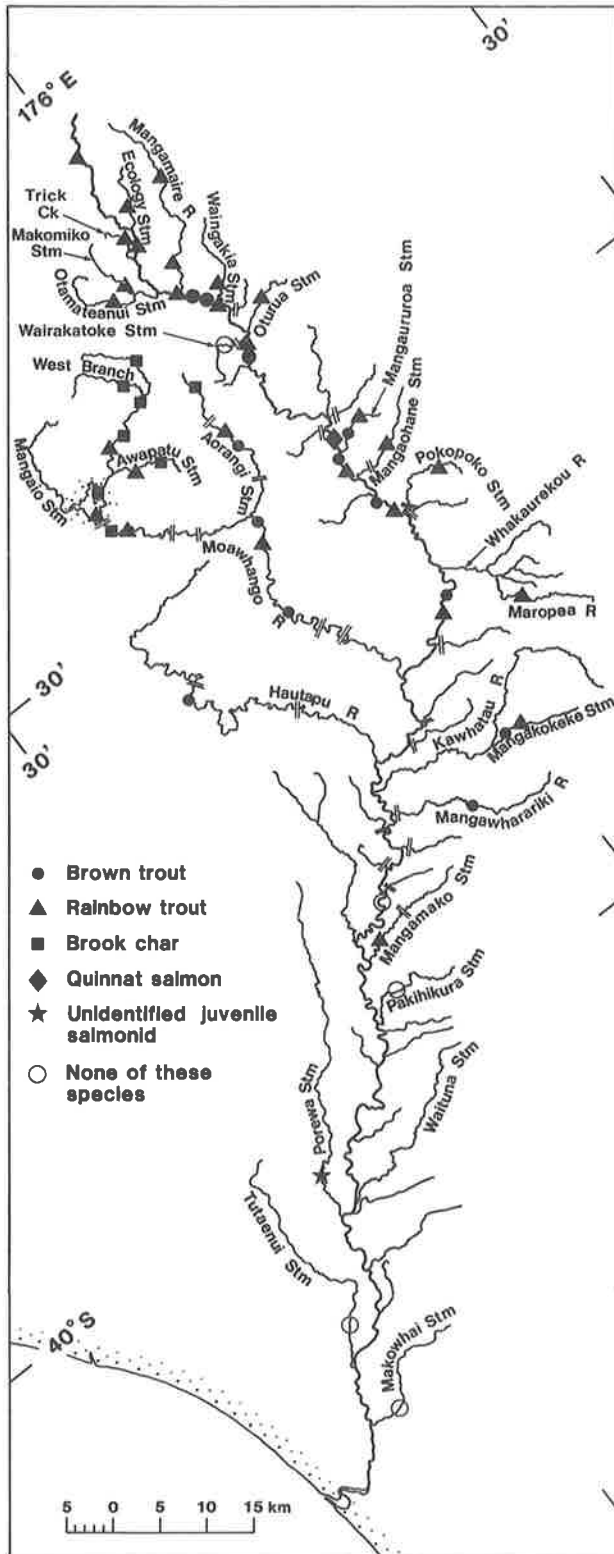 30'
176° E
Mangamaire R
Ecology Stm
Trick
Ck
Makomiko
Stm
Waingakia Stm
Otamateanui Stm
Oturua Stm
Wairakatoke Stm
West Branch
Mangaururoa Stm
Mangaohane Stm
Pokopoko Stm
Whakaurekou R
Aorangi Stm
Awapatu Stm
Mangaio Stm
Moawhango R
Maropea R
30'
30'
Hautapu R
Kawhatau R
Mangakokeke Stm
Mangawharariki R
Brown trout
Rainbow trout
Brook char
Quinnat salmon
Unidentified juvenile
salmonid
None of these
species
Mangamako Stm
Pakihikura Stm
Waituna Stm
Porewa Stm
Tutaenui Stm
Makowhai Stm
40° S
5 0 5 10 15 km